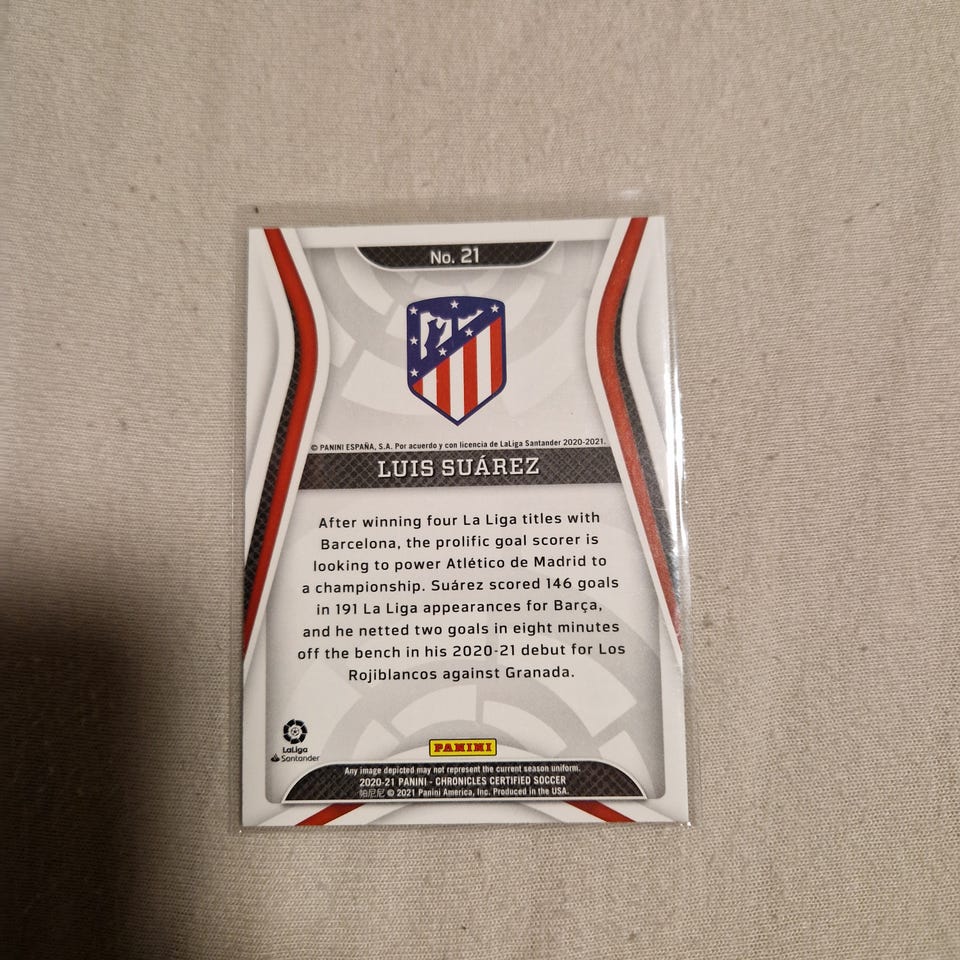 No. 21
© PANINI ESPAÑA, S.A. Por acuerdo y con licencia de LaLiga Santander 2020-2021.
LUIS SUÁREZ
After winning four La Liga titles with
Barcelona, the prolific goal scorer is
looking to power Atlético de Madrid to
a championship. Suárez scored 146 goals
in 191 La Liga appearances for Barça,
and he netted two goals in eight minutes
off the bench in his 2020-21 debut for Los
Rojiblancos against Granada.
LaLiga
Santander
PANINI
Any image depicted may not represent the current season uniform.
2020-21 PANINI - CHRONICLES CERTIFIED SOCCER
帕尼尼 © 2021 Panini America, Inc. Produced in the USA.